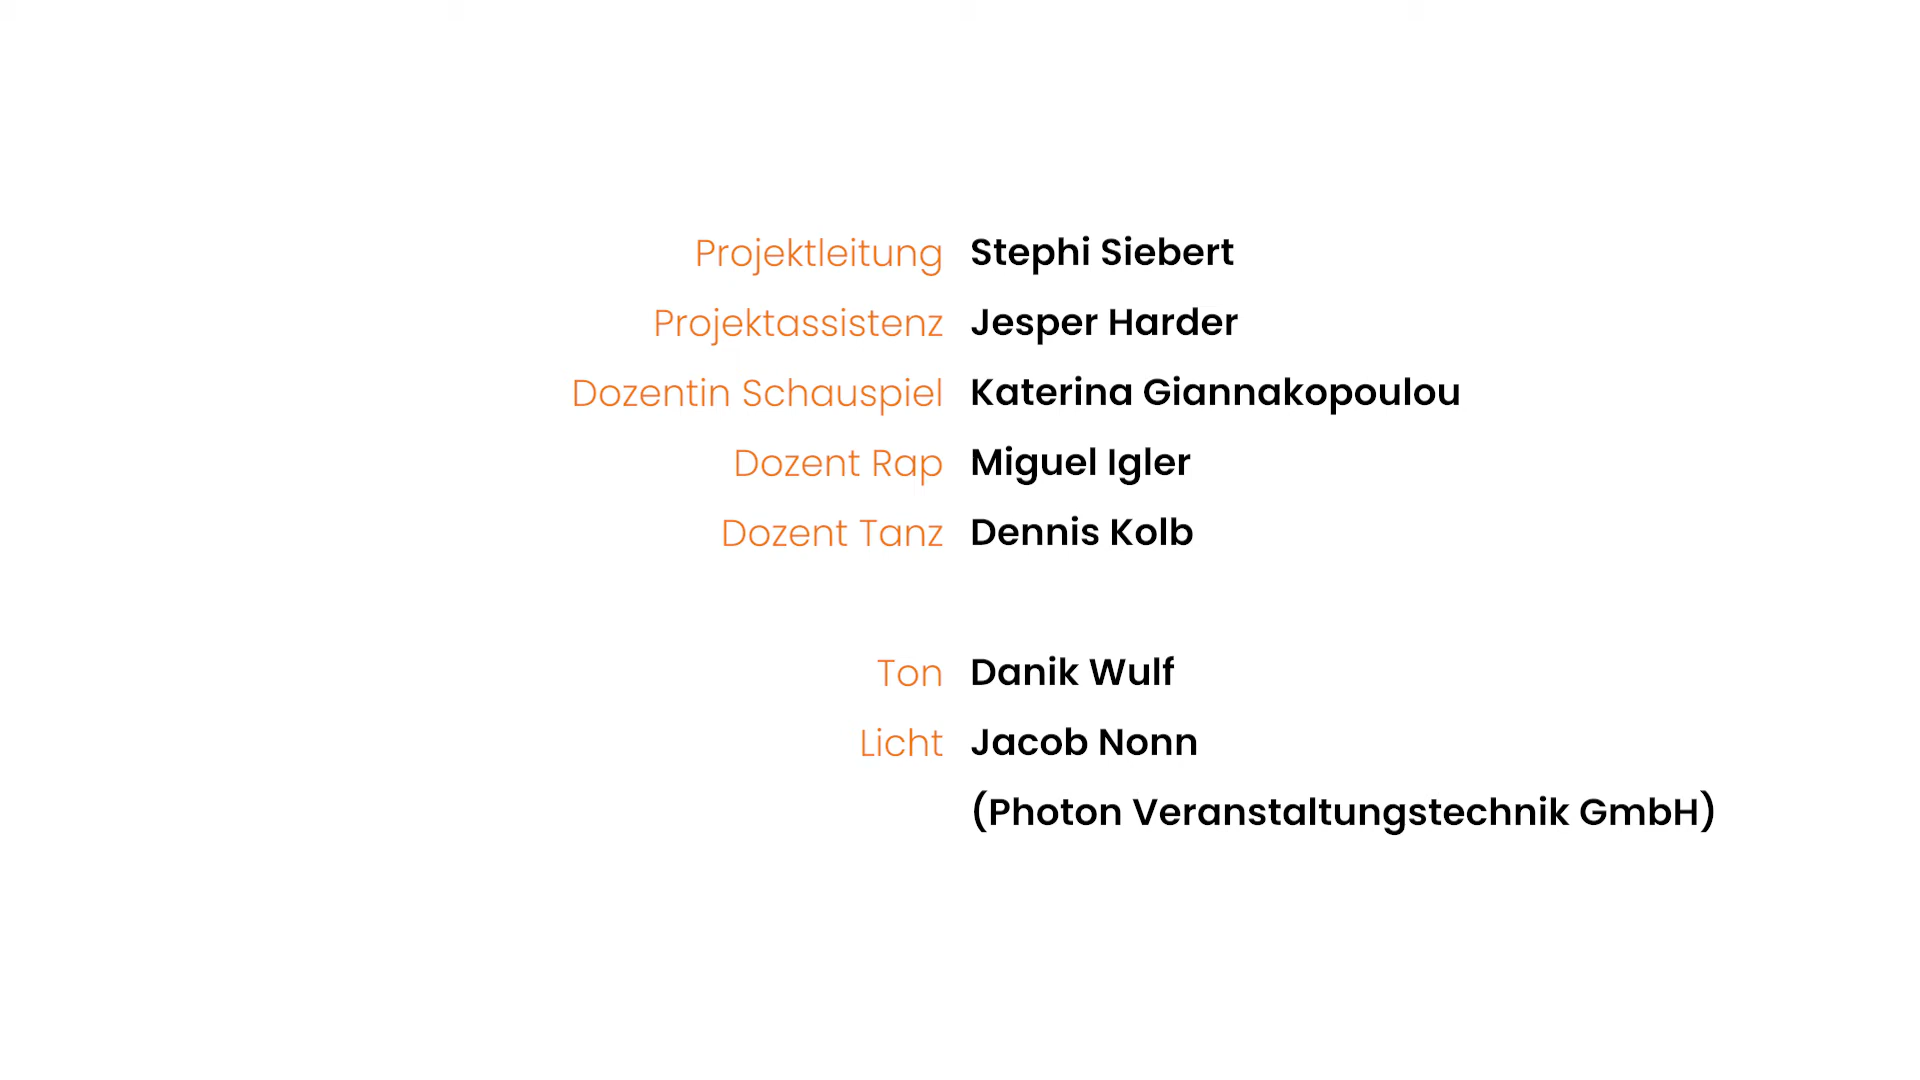 Projektleitung Stephi Siebert
Projektassistenz Jesper Harder
Dozentin Schauspiel Katerina Giannakopoulou
Dozent Rap Miguel Igler
Dozent Tanz Dennis Kolb
Ton Danik Wulf
Licht Jacob Nonn
(Photon Veranstaltungstechnik GmbH)